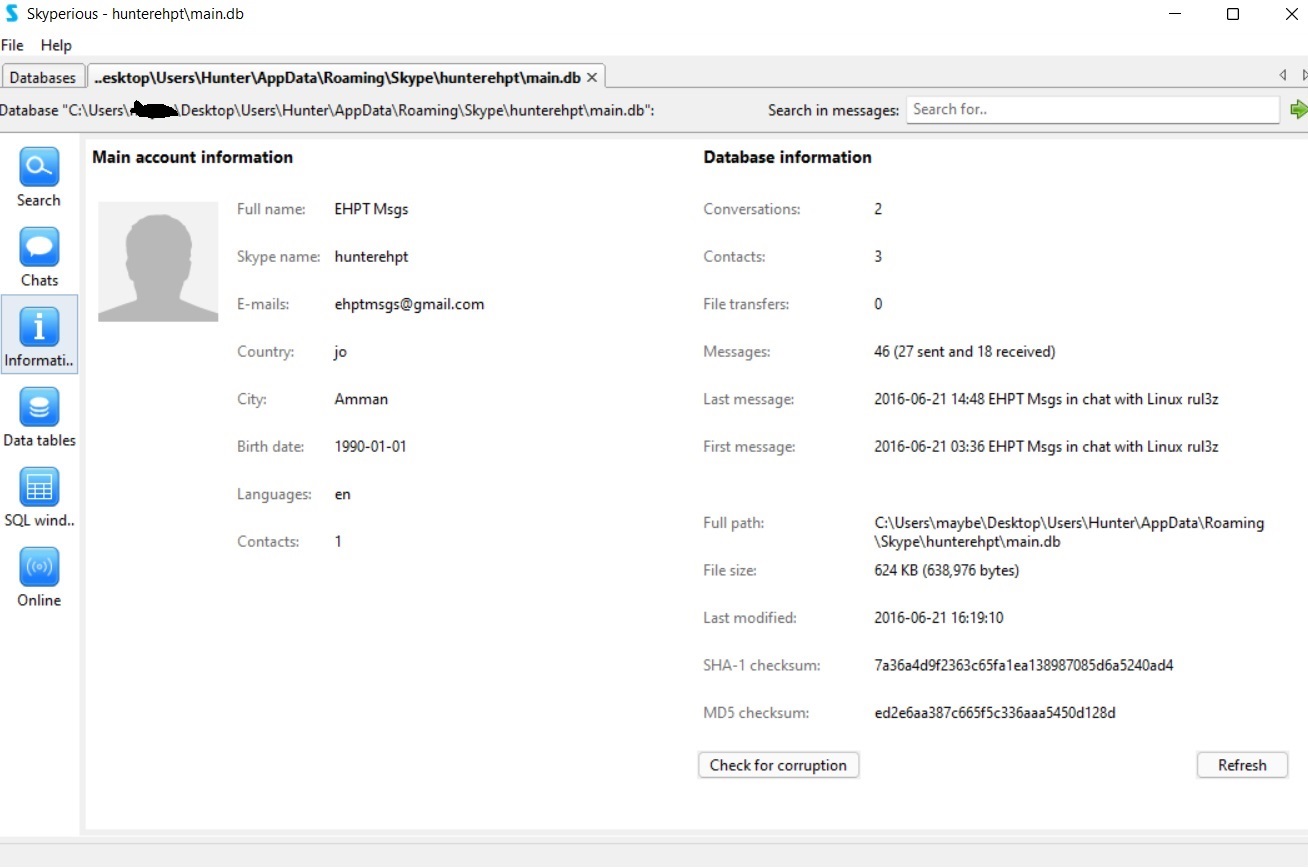 Skyperious - hunterehpt\main.db
File Help
Databases ..esktop\Users\Hunter\AppData\Roaming\Skype\hunterehpt\main.db
Database "C:\Users\ \Desktop\Users\Hunter\AppData\Roaming\Skype\hunterehpt\main.db": Search in messages: Search for..
Search
Chats
Informati..
Data tables
SQL wind..
Online
Main account information
Full name: EHPT Msgs
Skype name: hunterehpt
E-mails: ehptmsgs@gmail.com
Country: jo
City: Amman
Birth date: 1990-01-01
Languages: en
Contacts: 1
Database information
Conversations: 2
Contacts: 3
File transfers: 0
Messages: 46 (27 sent and 18 received)
Last message: 2016-06-21 14:48 EHPT Msgs in chat with Linux rul3z
First message: 2016-06-21 03:36 EHPT Msgs in chat with Linux rul3z
Full path: C:\Users\maybe\Desktop\Users\Hunter\AppData\Roaming
\Skype\hunterehpt\main.db
File size: 624 KB (638,976 bytes)
Last modified: 2016-06-21 16:19:10
SHA-1 checksum: 7a36a4d9f2363c65fa1ea138987085d6a5240ad4
MD5 checksum: ed2e6aa387c665f5c336aaa5450d128d
Check for corruption Refresh